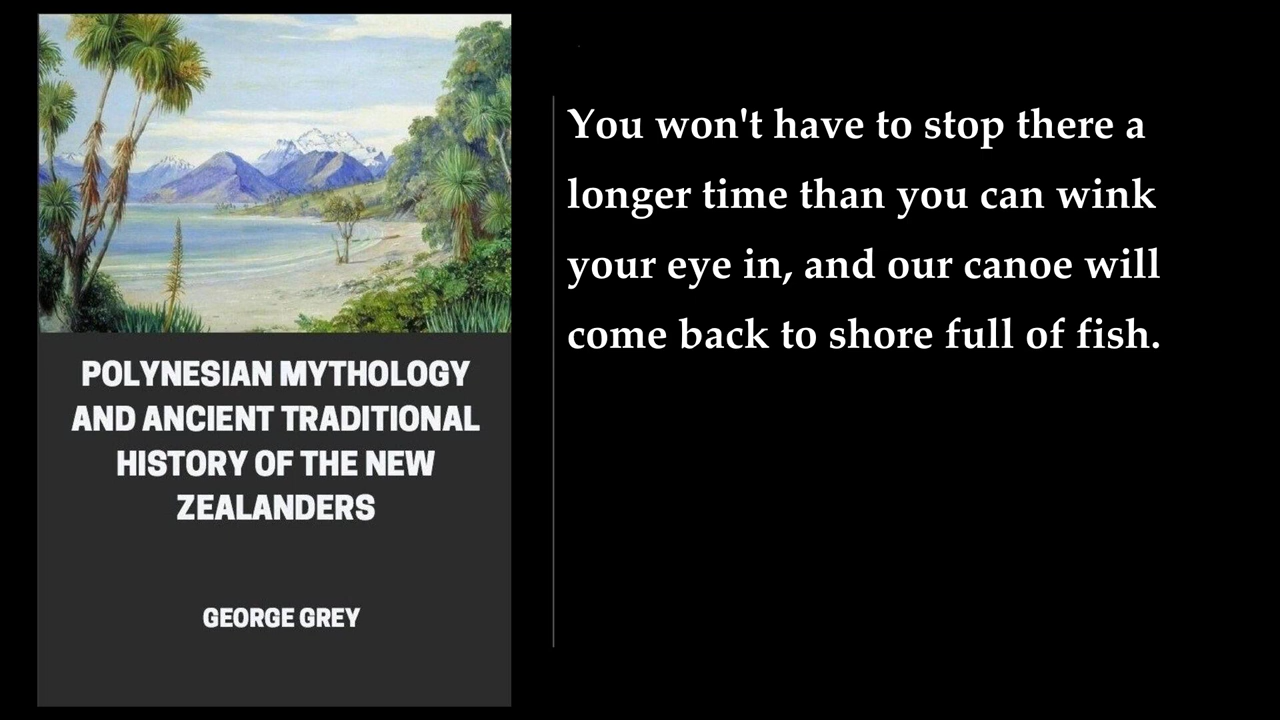 POLYNESIAN MYTHOLOGY
AND ANCIENT TRADITIONAL
HISTORY OF THE NEW
ZEALANDERS
GEORGE GREY
You won't have to stop there a
longer time than you can wink
your eye in, and our canoe will
come back to shore full of fish.